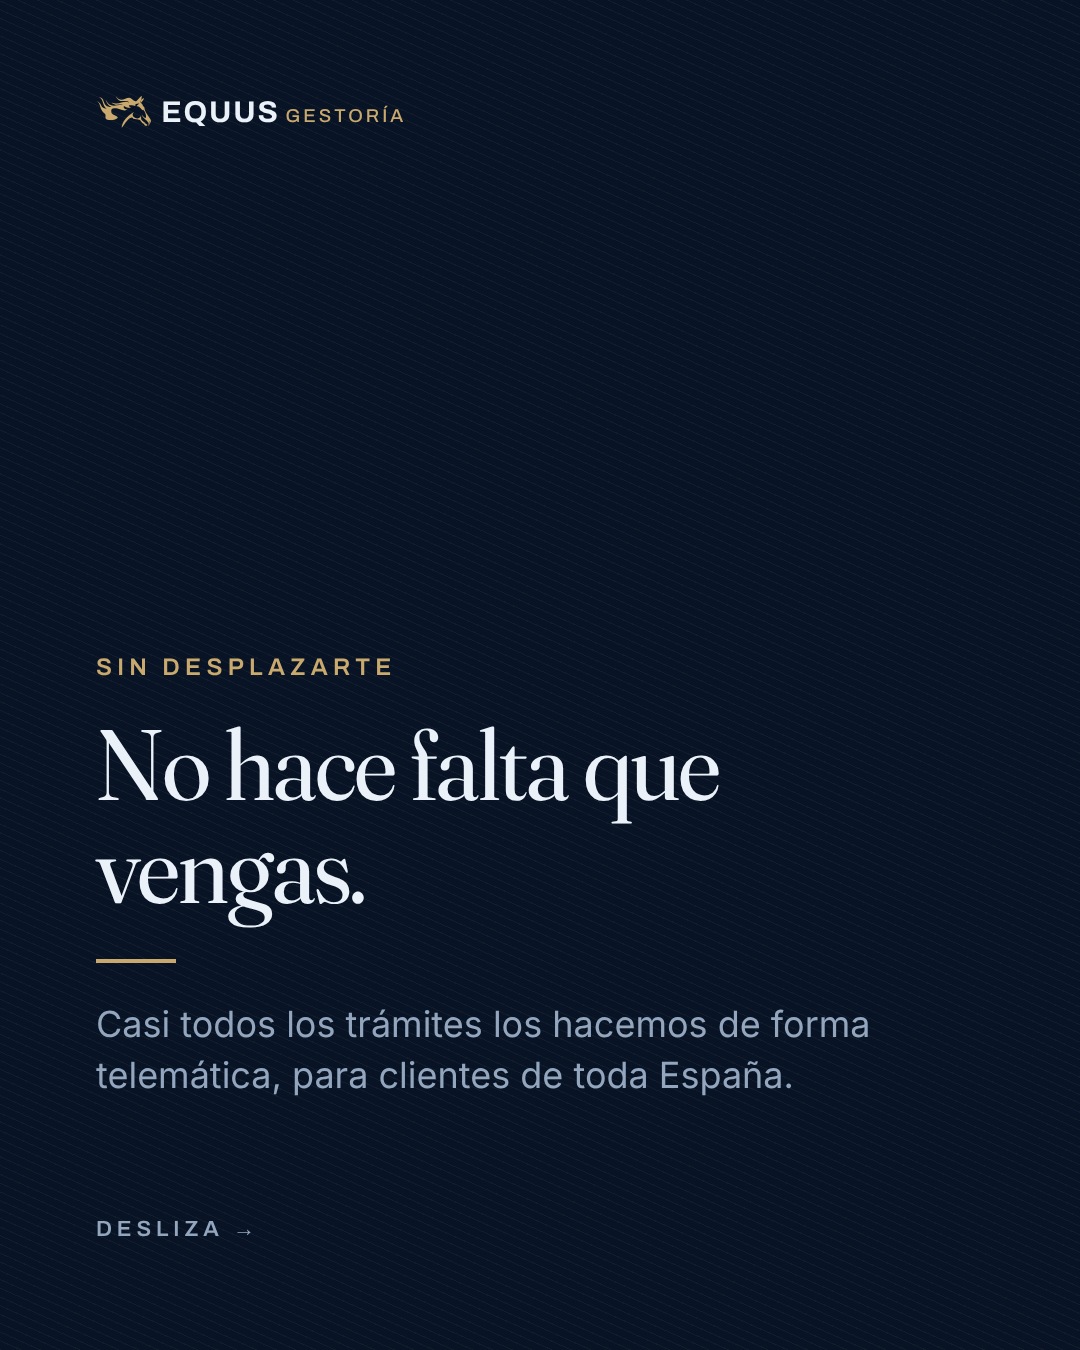 EQUUS GESTORÍA
SIN DESPLAZARTE
No hace falta que
vengas.
Casi todos los trámites los hacemos de forma
telemática, para clientes de toda España.
DESLIZA →